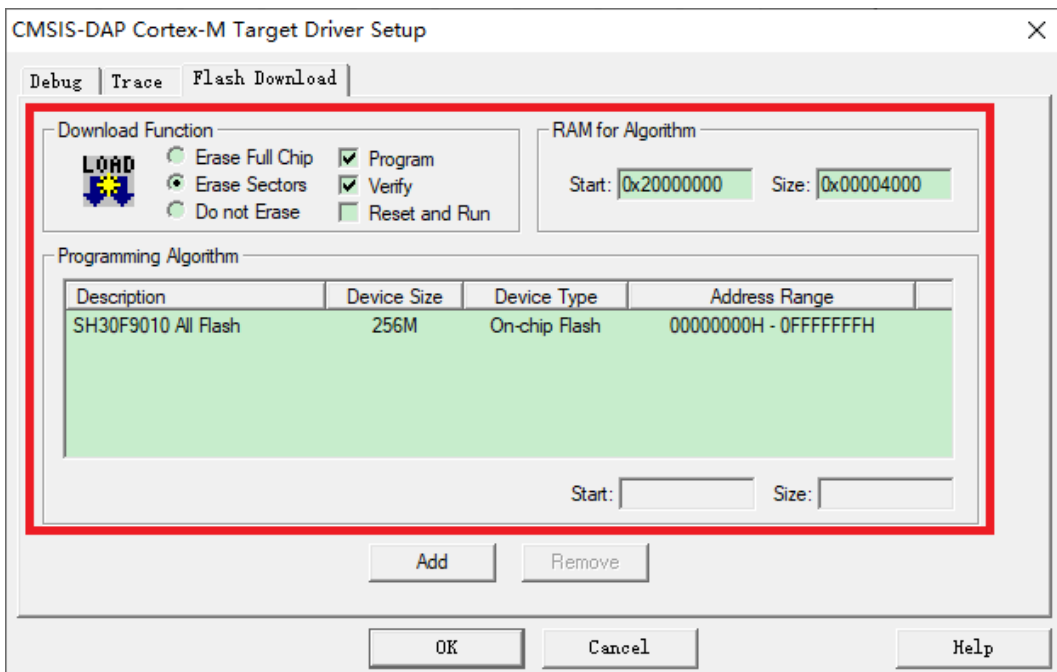 CMSIS-DAP Cortex-M Target Driver Setup
Debug Trace Flash Download
Download Function
LOAD
Erase Full Chip
Erase Sectors
Do not Erase
Program
Verify
Reset and Run
RAM for Algorithm
Start: 0x20000000 Size: 0x00004000
Programming Algorithm
Description Device Size Device Type Address Range
SH30F9010 All Flash 256M On-chip Flash 00000000H - 0FFFFFFFH
Start: Size:
Add Remove
OK Cancel Help